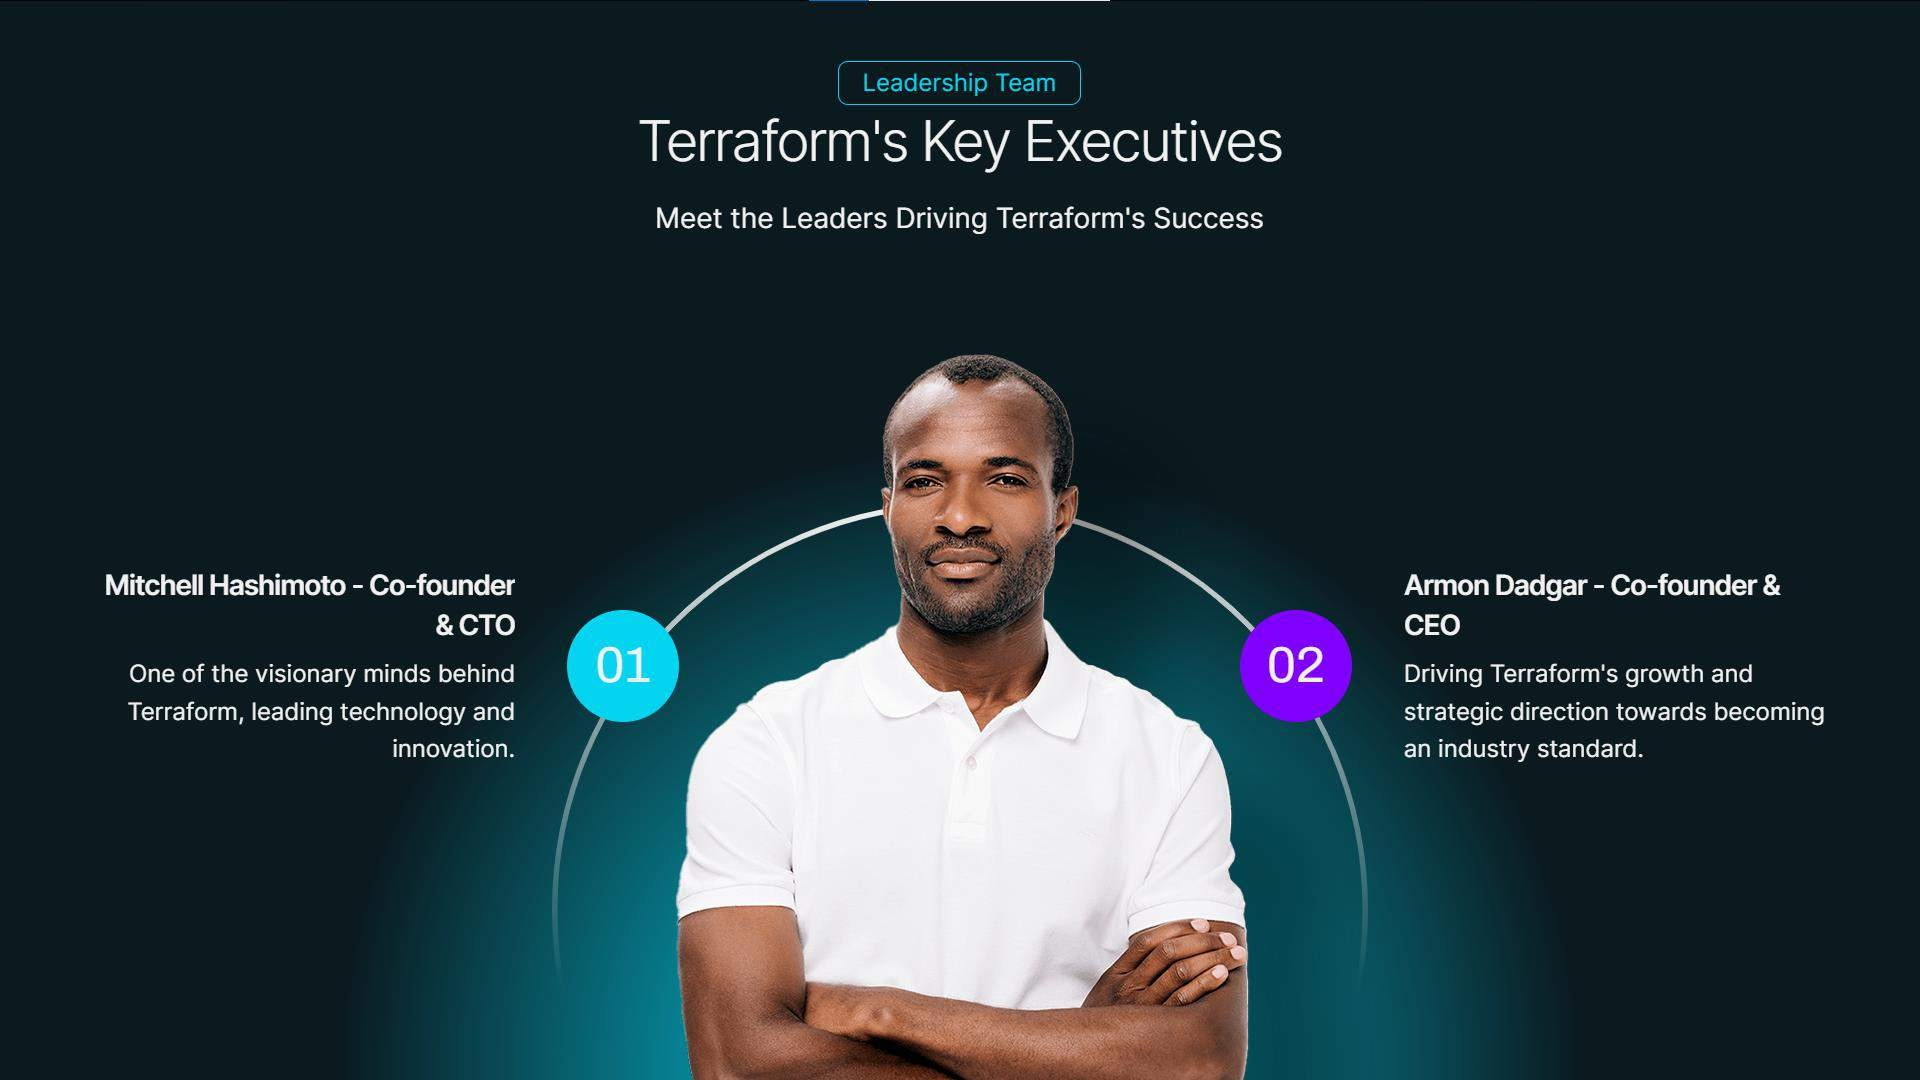 Leadership Team
Terraform's Key Executives
Meet the Leaders Driving Terraform's Success
Mitchell Hashimoto - Co-founder
& CTO
One of the visionary minds behind
Terraform, leading technology and
innovation.
01
02
Armon Dadgar - Co-founder &
CEO
Driving Terraform's growth and
strategic direction towards becoming
an industry standard.